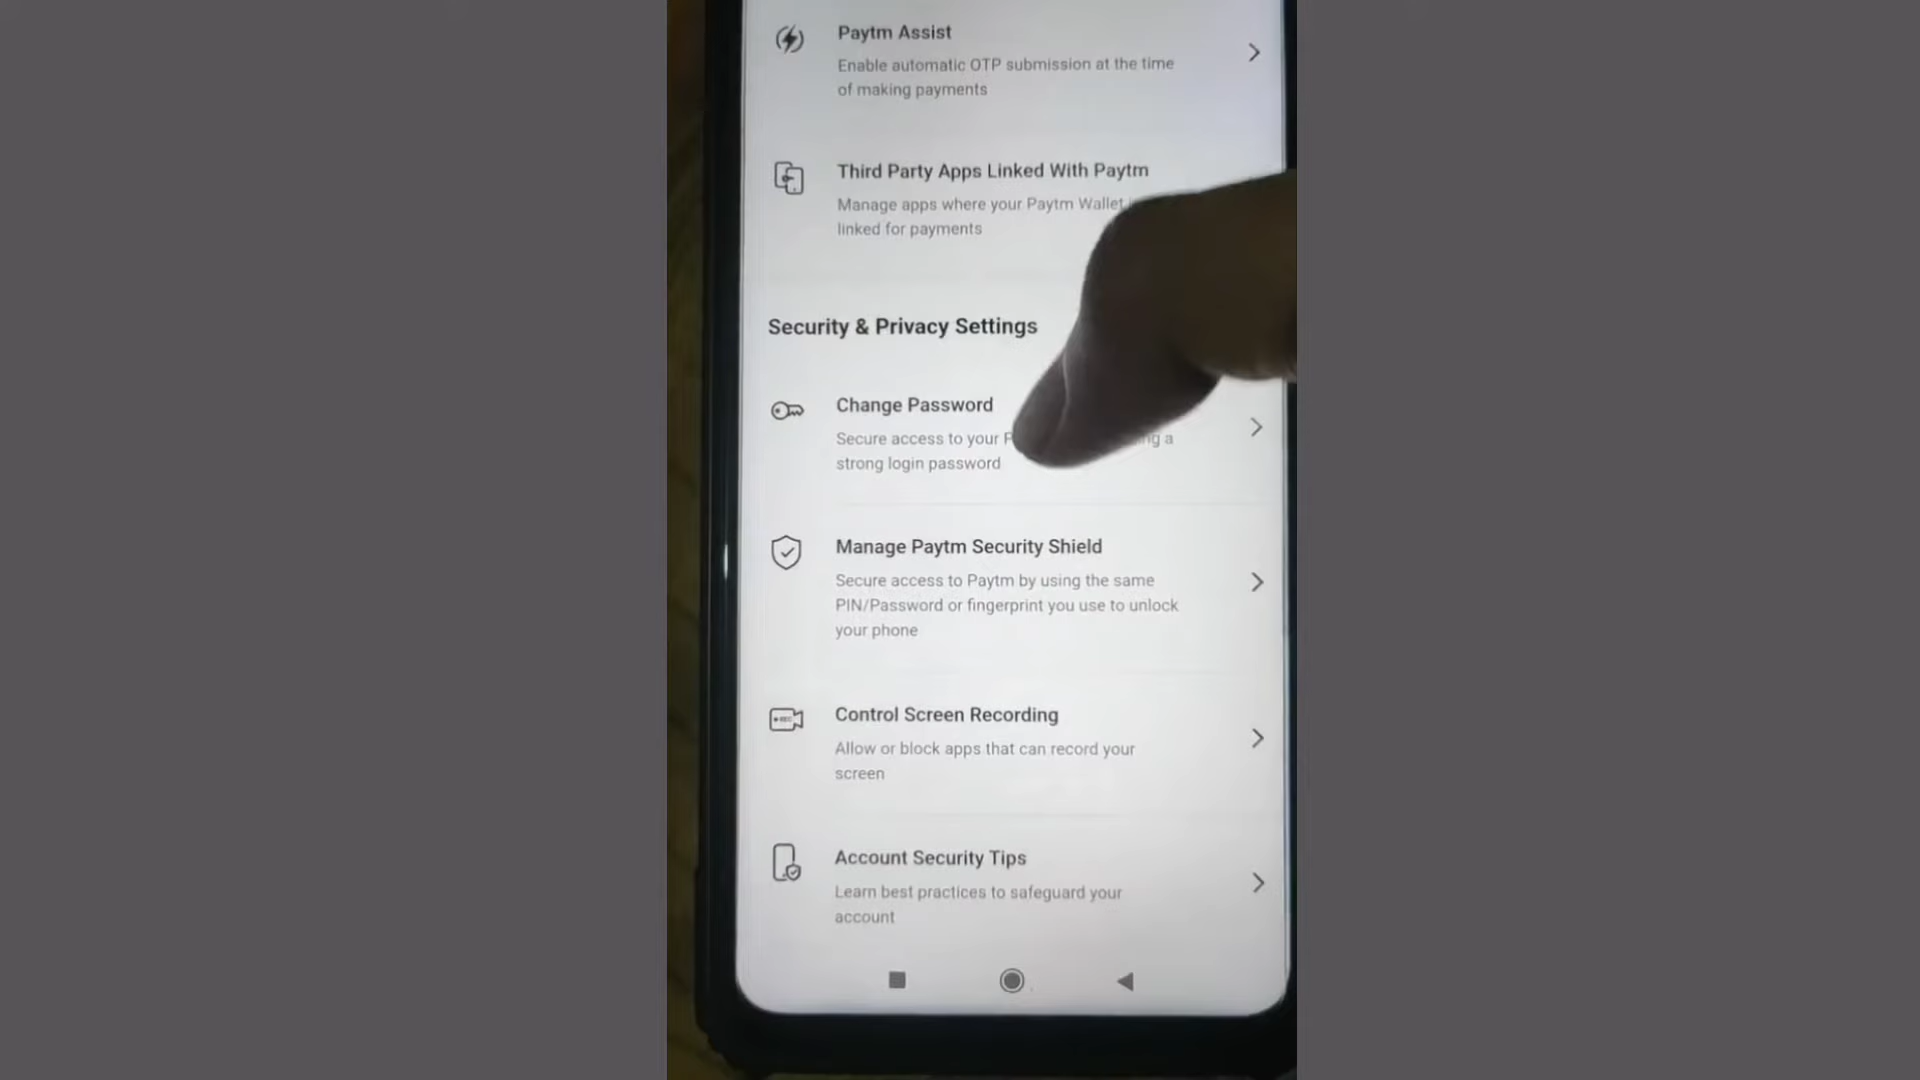 Paytm Assist
Enable automatic OTP submission at the time
of making payments
Third Party Apps Linked With Paytm
Manage apps where your Paytm Wallet
linked for payments
Security & Privacy Settings
Change Password
Secure access to your a
strong login password
Manage Paytm Security Shield
Secure access to Paytm by using the same
PIN/Password or fingerprint you use to unlock
your phone
Control Screen Recording
Allow or block apps that can record your
screen
Account Security Tips
Learn best practices to safeguard your
account